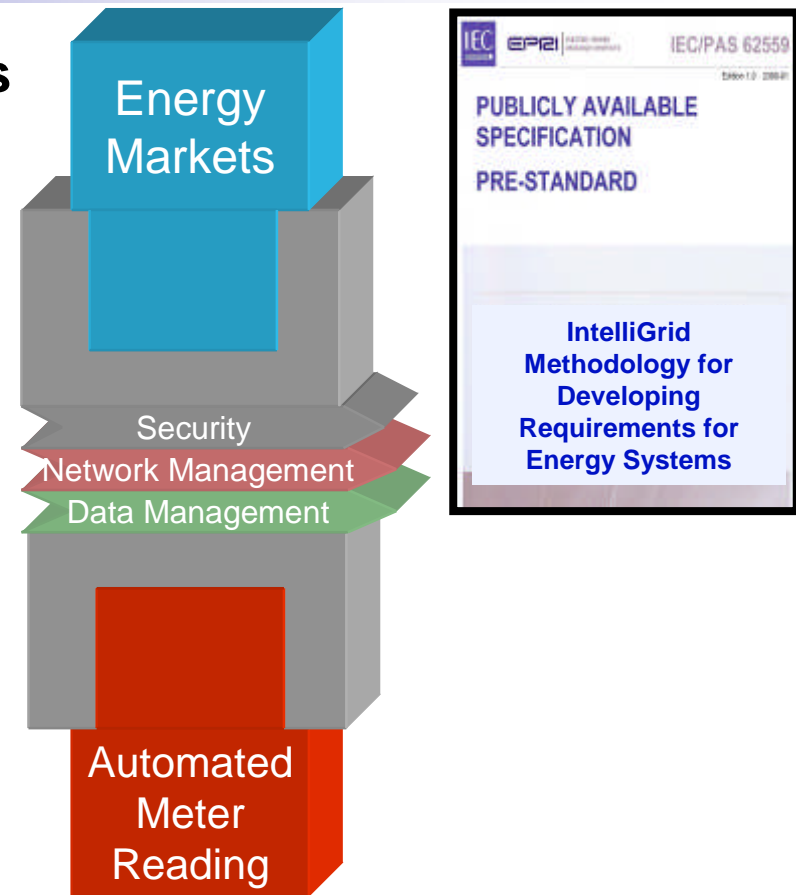 s
Energy
Markets
Security
Network Management
Data Management
Automated
Meter
Reading
IEC
EPRI
IEC/PAS 62559
PUBLICLY AVAILABLE
SPECIFICATION
PRE-STANDARD
IntelliGrid
Methodology for
Developing
Requirements for
Energy Systems